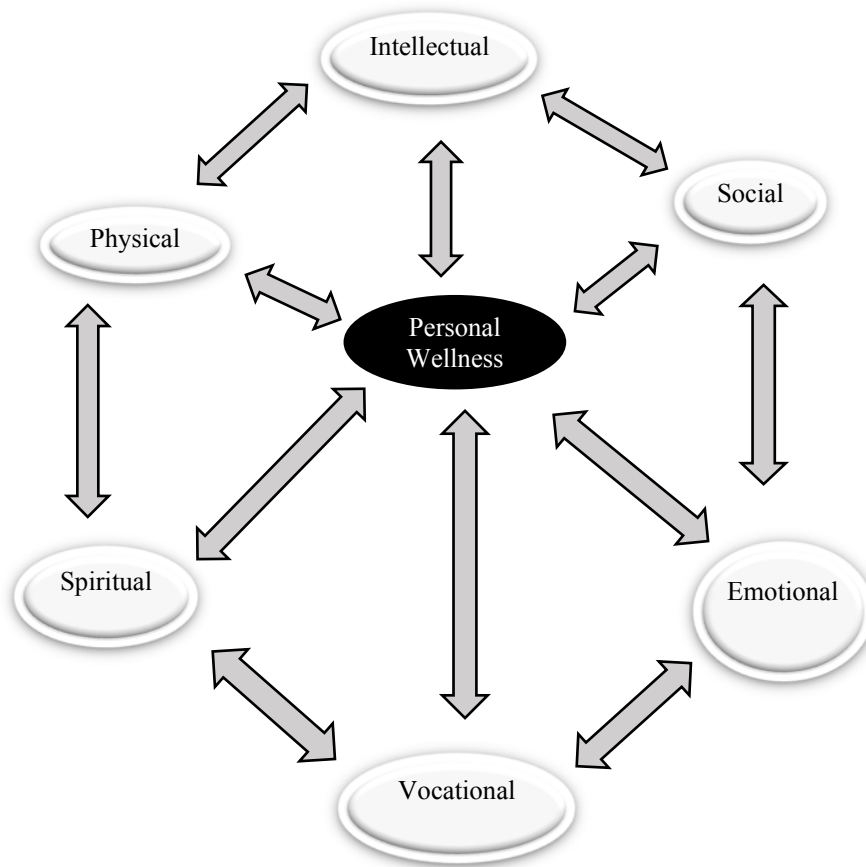 Intellectual
Social
Physical
Personal
Wellness
Spiritual
Emotional
Vocational